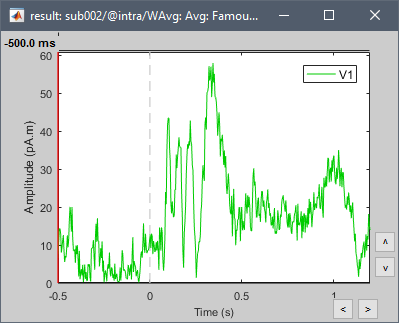 result: sub002/@intra/WAvg: Avg: Famou...
-500.0 ms
V1
60
50
40
30
20
10
0
Amplitude (pA.m)
-0.5
0
0.5
1
Time (s)
^
v
<
>